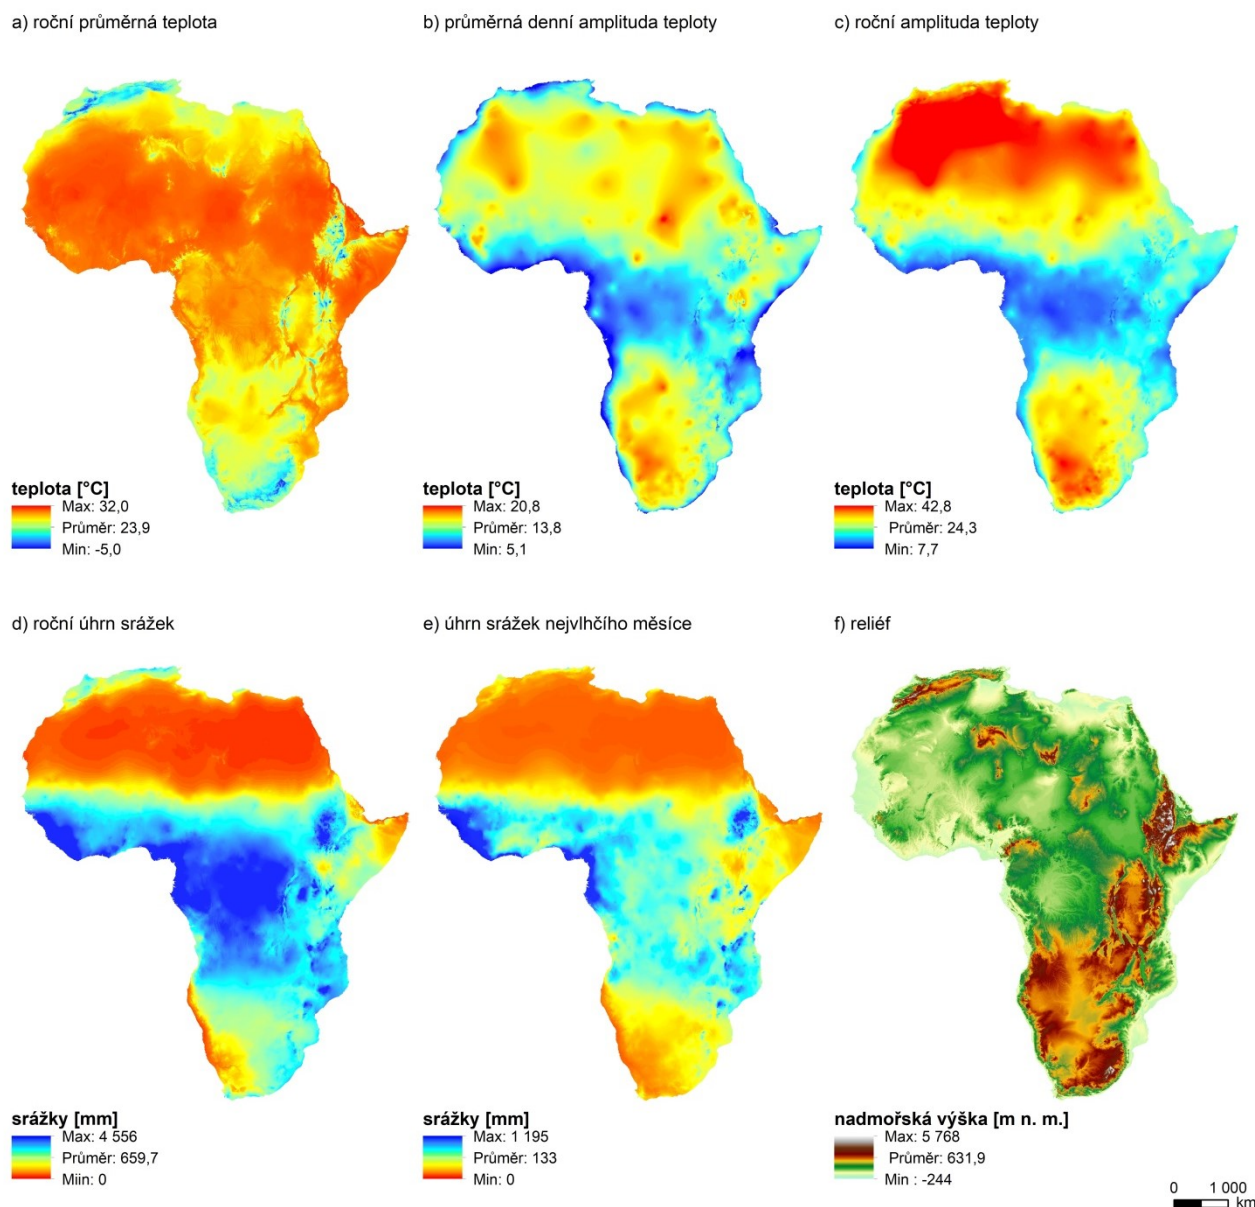 a) roční průměrná teplota
b) průměrná denní amplituda teploty
c) roční amplituda teploty
teplota [°C]
Max: 32,0
Průměr: 23,9
Min: -5,0
teplota [°C]
Max: 20,8
Průměr: 13,8
Min: 5,1
teplota [°C]
Max: 42,8
Průměr: 24,3
Min: 7,7
d) roční úhrn srážek
e) úhrn srážek nejvlhčího měsíce
f) reliéf
srážky [mm]
Max: 4 556
Průměr: 659,7
Miin: 0
srážky [mm]
Max: 1 195
Průměr: 133
Min: 0
nadmořská výška [m n. m.]
Max: 5 768
Průměr: 631,9
Min : -244
0 1 000
km